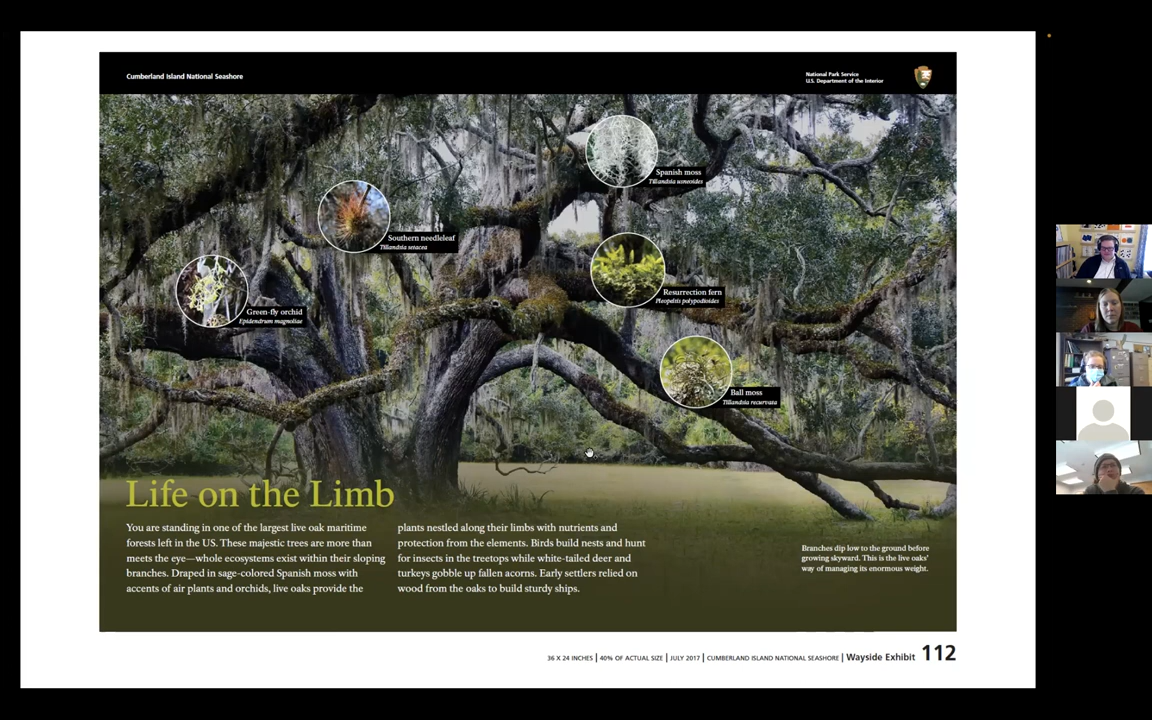 Cumberland Island National Seashore
National Park Service
U.S. Department of the Interior
Spanish moss
Tillandsia usneoides
Southern needleleaf
Tillandsia setacea
Resurrection fern
Pleopeltis polypodioides
Green-fly orchid
Epidendrum magnoliae
Ball moss
Tillandsia recurvata
Life on the Limb
You are standing in one of the largest live oak maritime
forests left in the US. These majestic trees are more than
meets the eye—whole ecosystems exist within their sloping
branches. Draped in sage-colored Spanish moss with
accents of air plants and orchids, live oaks provide the
plants nestled along their limbs with nutrients and
protection from the elements. Birds build nests and hunt
for insects in the treetops while white-tailed deer and
turkeys gobble up fallen acorns. Early settlers relied on
wood from the oaks to build sturdy ships.
Branches dip low to the ground before
growing skyward. This is the live oaks'
way of managing its enormous weight.
36 X 24 INCHES | 40% OF ACTUAL SIZE | JULY 2017 | CUMBERLAND ISLAND NATIONAL SEASHORE | Wayside Exhibit 112